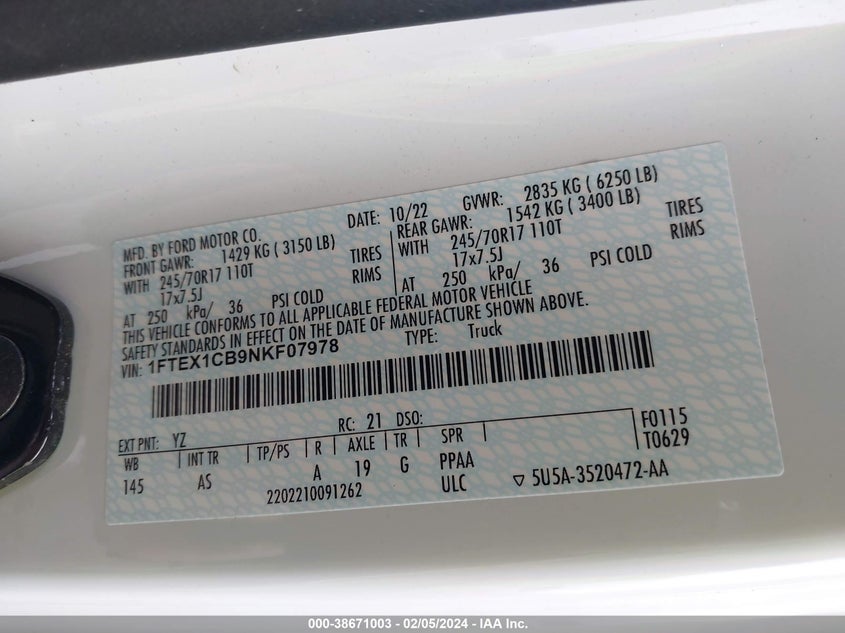 MFD. BY FORD MOTOR CO. DATE: 10/22 GVWR: 2835 KG ( 6250 LB)
FRONT GAWR: 1429 KG ( 3150 LB) REAR GAWR: 1542 KG ( 3400 LB)
WITH 245/70R17 110T TIRES WITH 245/70R17 110T TIRES
17x7.5J RIMS 17x7.5J RIMS
AT 250 kPa/ 36 PSI COLD AT 250 kPa/ 36 PSI COLD
THIS VEHICLE CONFORMS TO ALL APPLICABLE FEDERAL MOTOR VEHICLE
SAFETY STANDARDS IN EFFECT ON THE DATE OF MANUFACTURE SHOWN ABOVE.
VIN: 1FTEX1CB9NKF07978 TYPE: Truck
EXT PNT: YZ RC: 21 DSO: F0115
WB INT TR TP/PS R AXLE TR SPR T0629
145 AS A 19 G PPAA
2202210091262 ULC ▽ 5U5A-3520472-AA
000-38671003 — 02/05/2024 — IAA Inc.